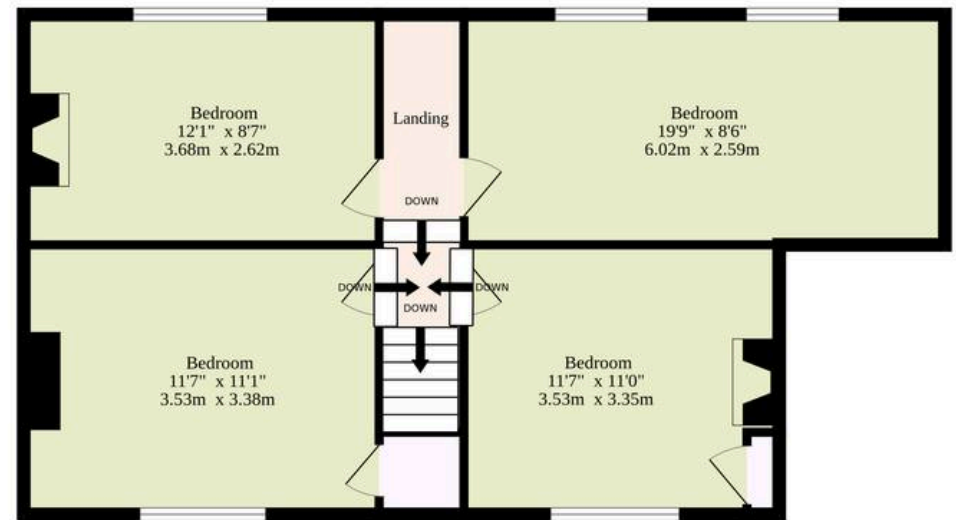 Bedroom
12'1" x 8'7"
3.68m x 2.62m
Landing
Bedroom
19'9" x 8'6"
6.02m x 2.59m
DOWN
DOWN
DOWN
DOWN
Bedroom
11'7" x 11'1"
3.53m x 3.38m
Bedroom
11'7" x 11'0"
3.53m x 3.35m